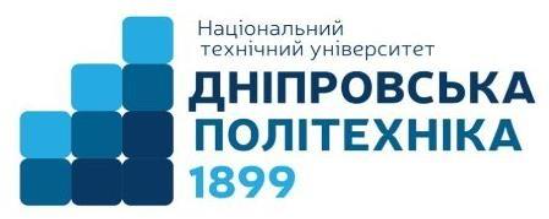 Національний
технічний університет
ДНІПРОВСЬКА
ПОЛІТЕХНІКА
1899